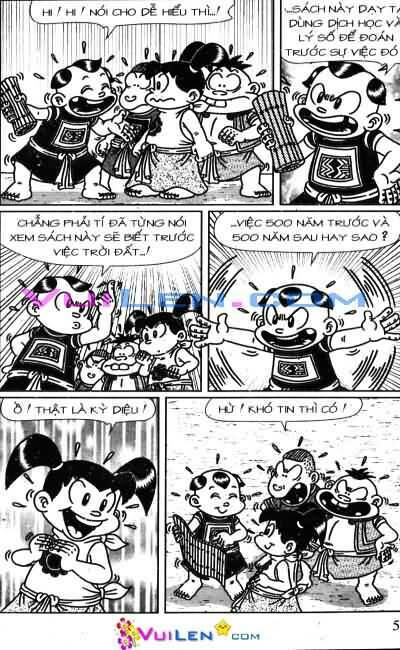 HI ! HI ! NÓI CHO DỄ HIỂU THÌ...!
...SÁCH NÀY DẠY TA
DÙNG DỊCH HỌC VÀ
LÝ SỐ ĐỂ ĐOÁN
TRƯỚC SỰ VIỆC ĐÓ
CHẲNG PHẢI TÍ ĐÃ TỪNG NÓI
XEM SÁCH NÀY SẼ BIẾT TRƯỚC
VIỆC TRỜI ĐẤT...!
...VIỆC 500 NĂM TRƯỚC VÀ
500 NĂM SAU HAY SAO ?
VUILEN.COM
Ồ ! THẬT LÀ KỲ DIỆU !
HỪ ! KHÓ TIN THÌ CÓ !
5
VUILEN.com